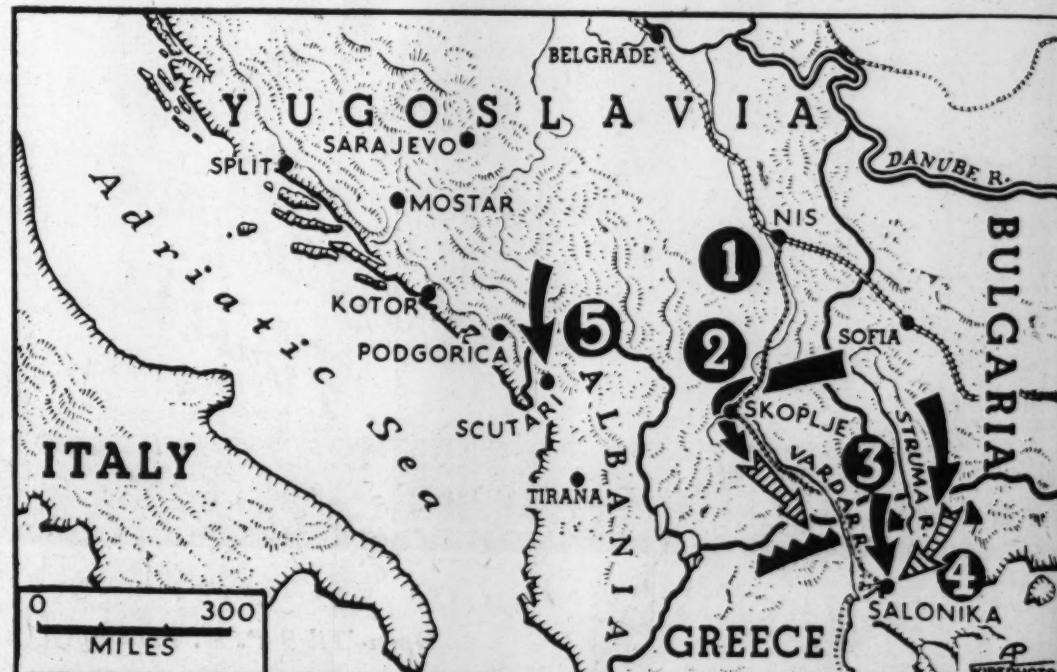 BELGRADE
YUGOSLAVIA
SARAJEVO
SPLIT
DANUBE R.
MOSTAR
Adriatic Sea
NIS
BULGARIA
1
KOTOR
5
2
SOFIA
PODGORICA
SCUTARI
ALBANIA
SKOPLJE
STRUMA R.
ITALY
VARDAR R.
3
TIRANA
4
0 300
MILES
SALONIKA
GREECE